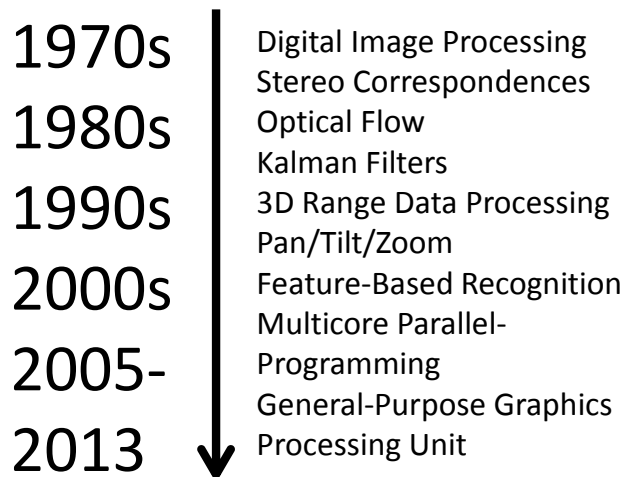 1970s
1980s
1990s
2000s
2005-
2013
Digital Image Processing
Stereo Correspondences
Optical Flow
Kalman Filters
3D Range Data Processing
Pan/Tilt/Zoom
Feature-Based Recognition
Multicore Parallel-
Programming
General-Purpose Graphics
Processing Unit